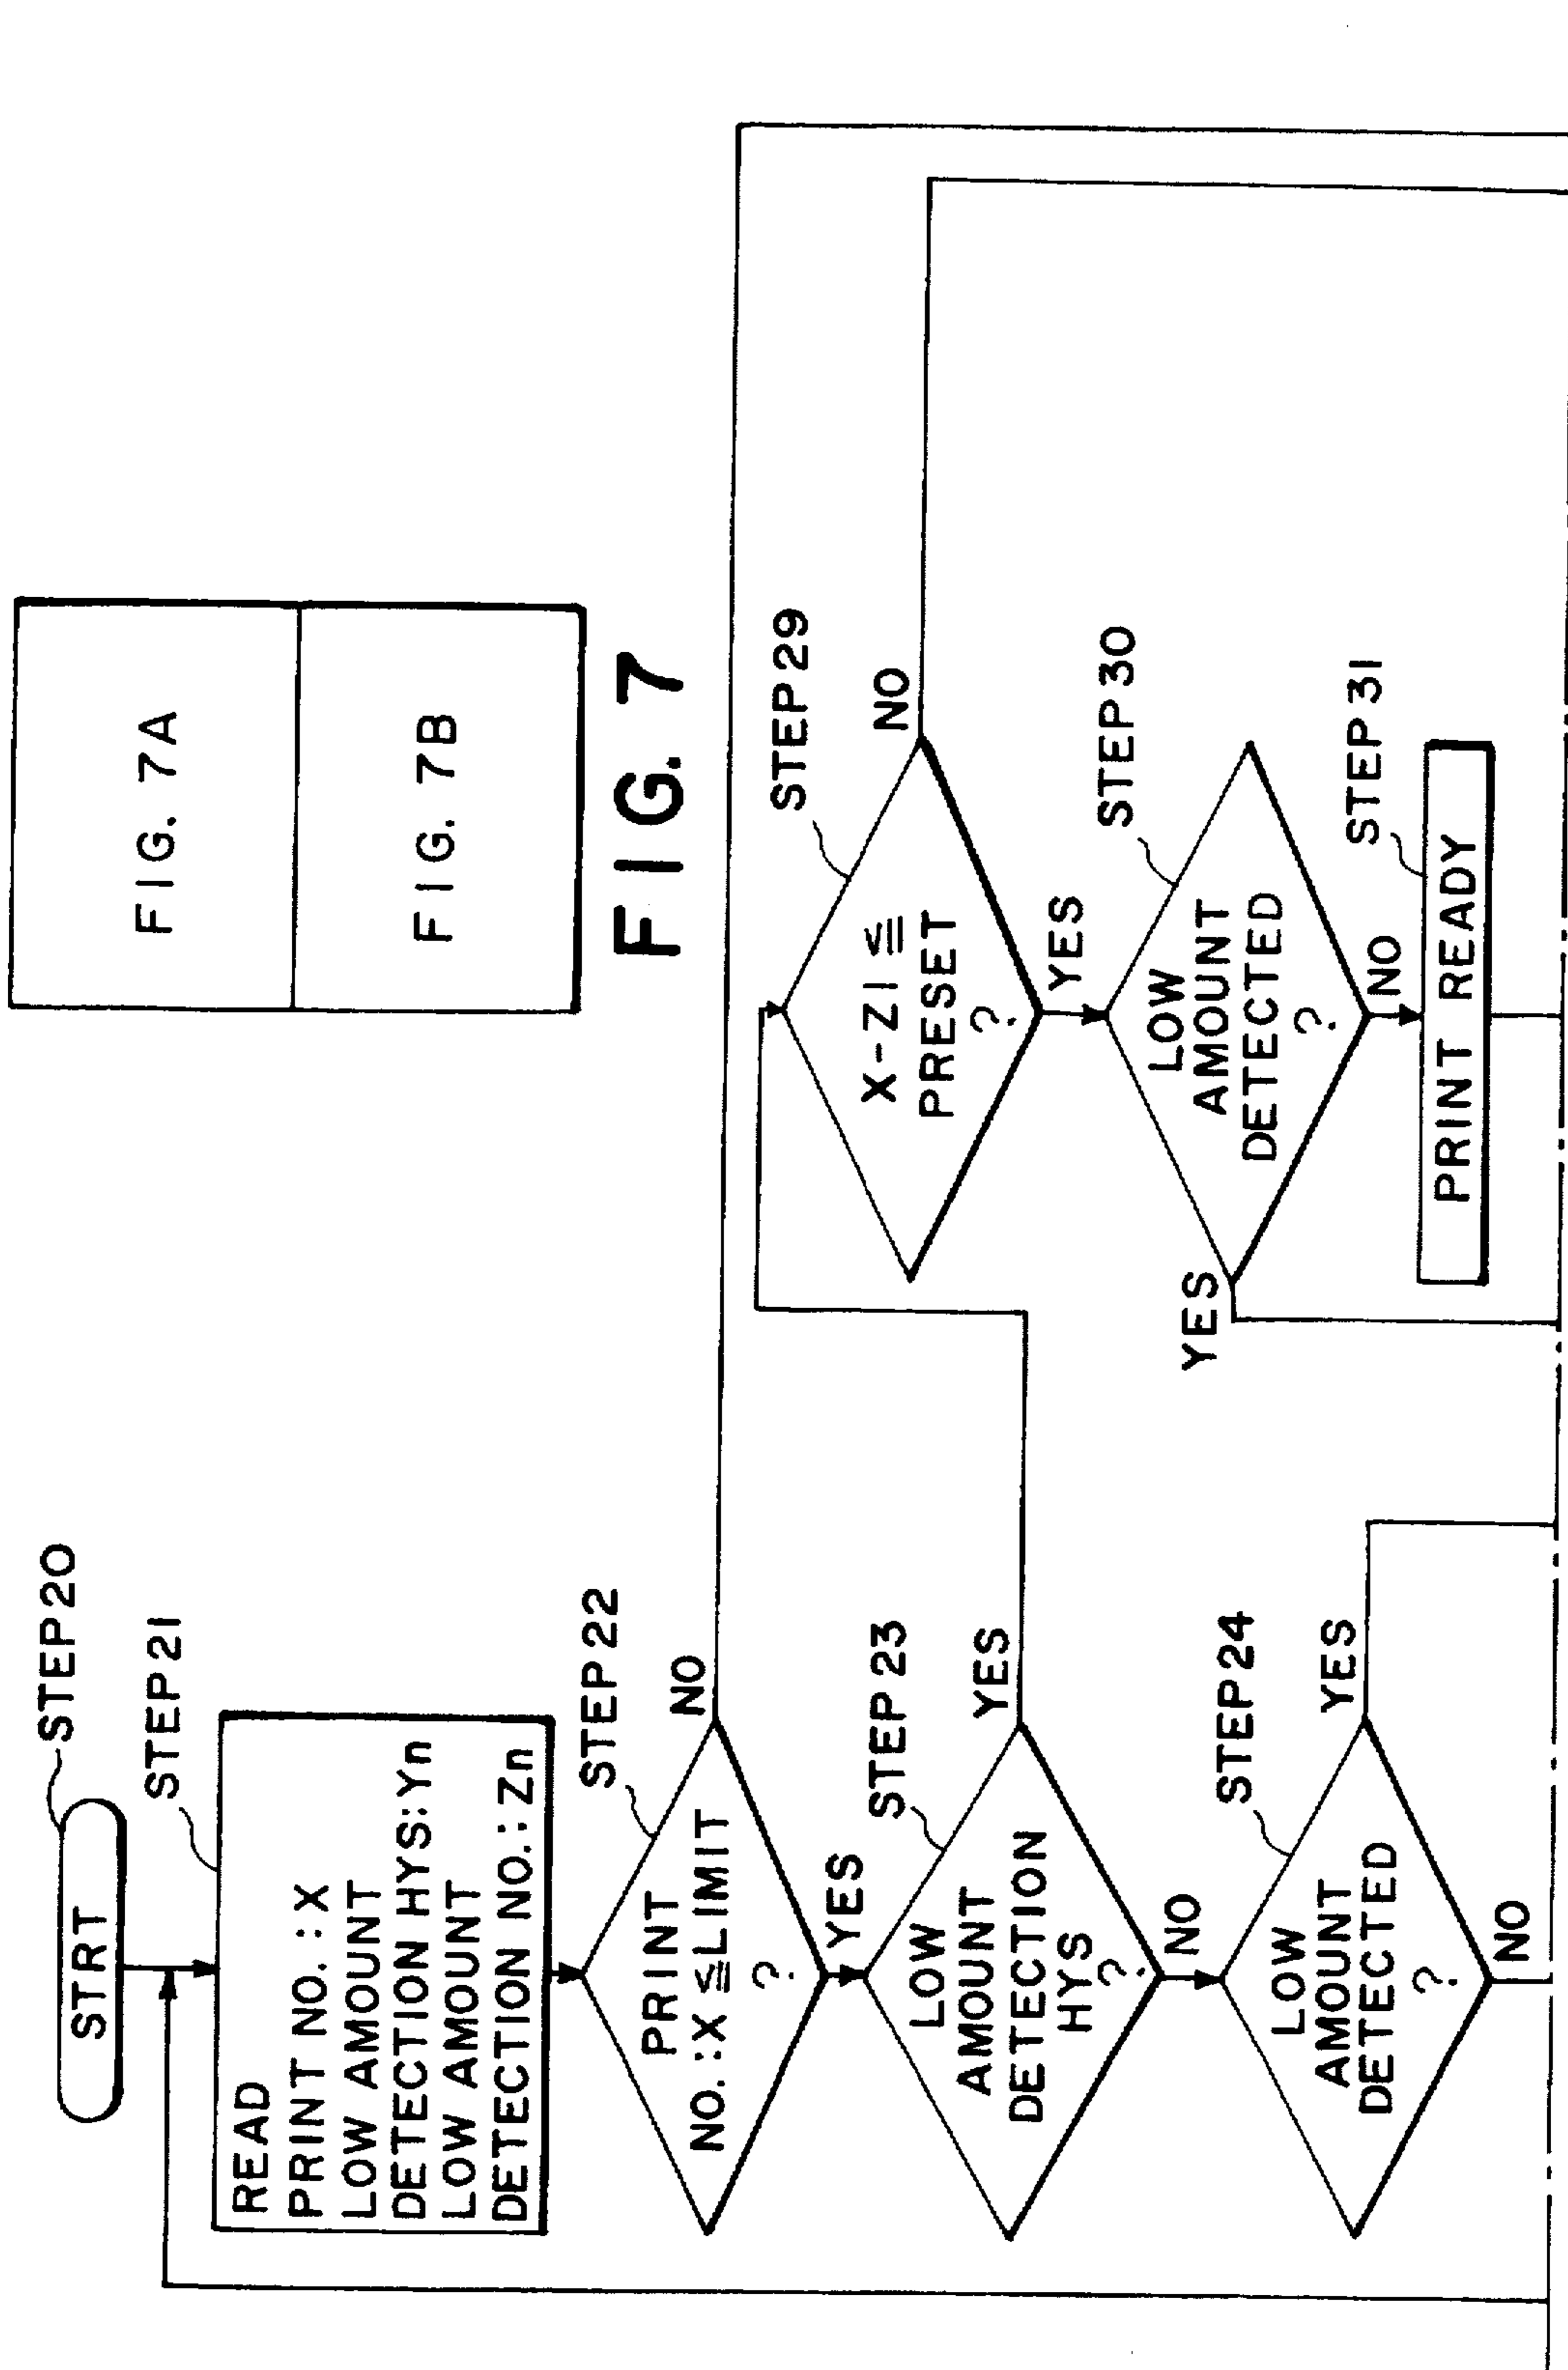 FIG. 7A
FIG. 7B
FIG. 7
STRT
STEP20
STEP21
READ
PRINT NO. : X
LOW AMOUNT
DETECTION HYS: Yn
LOW AMOUNT
DETECTION NO.: Zn
STEP22
PRINT
NO. : X ≦ LIMIT
?
NO
YES
STEP23
LOW
AMOUNT
DETECTION
HYS
?
YES
NO
STEP24
LOW
AMOUNT
DETECTED
?
YES
NO
STEP29
X-Z1 ≦
PRESET
?
NO
YES
STEP30
LOW
AMOUNT
DETECTED
?
YES
NO
STEP31
PRINT READY